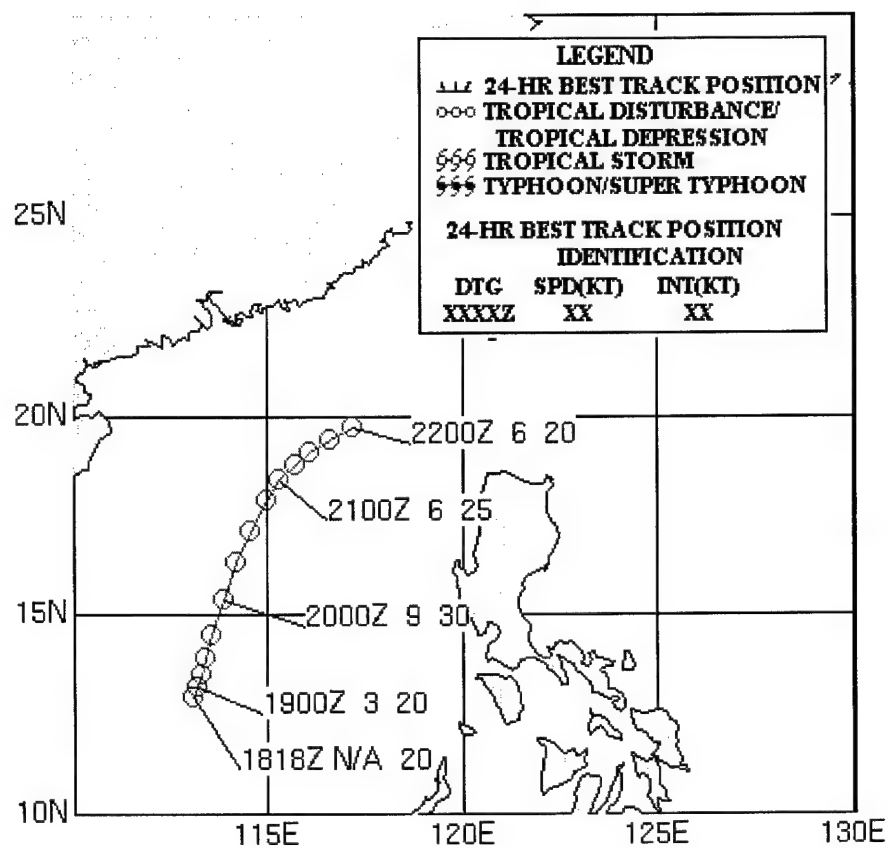 LEGEND
24-HR BEST TRACK POSITION
TROPICAL DISTURBANCE/
TROPICAL DEPRESSION
TROPICAL STORM
TYPHOON/SUPER TYPHOON
24-HR BEST TRACK POSITION
IDENTIFICATION
DTG SPD(KT) INT(KT)
XXXXZ XX XX
25N
20N
2200Z 6 20
2100Z 6 25
15N
2000Z 9 30
1900Z 3 20
1818Z N/A 20
10N
115E 120E 125E 130E